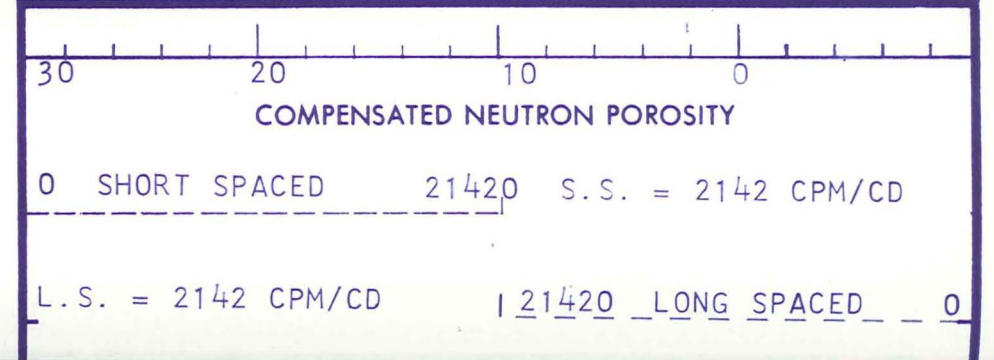 30 20 10 0
COMPENSATED NEUTRON POROSITY
0 SHORT SPACED 21420 S.S. = 2142 CPM/CD
L.S. = 2142 CPM/CD 21420 LONG SPACED 0